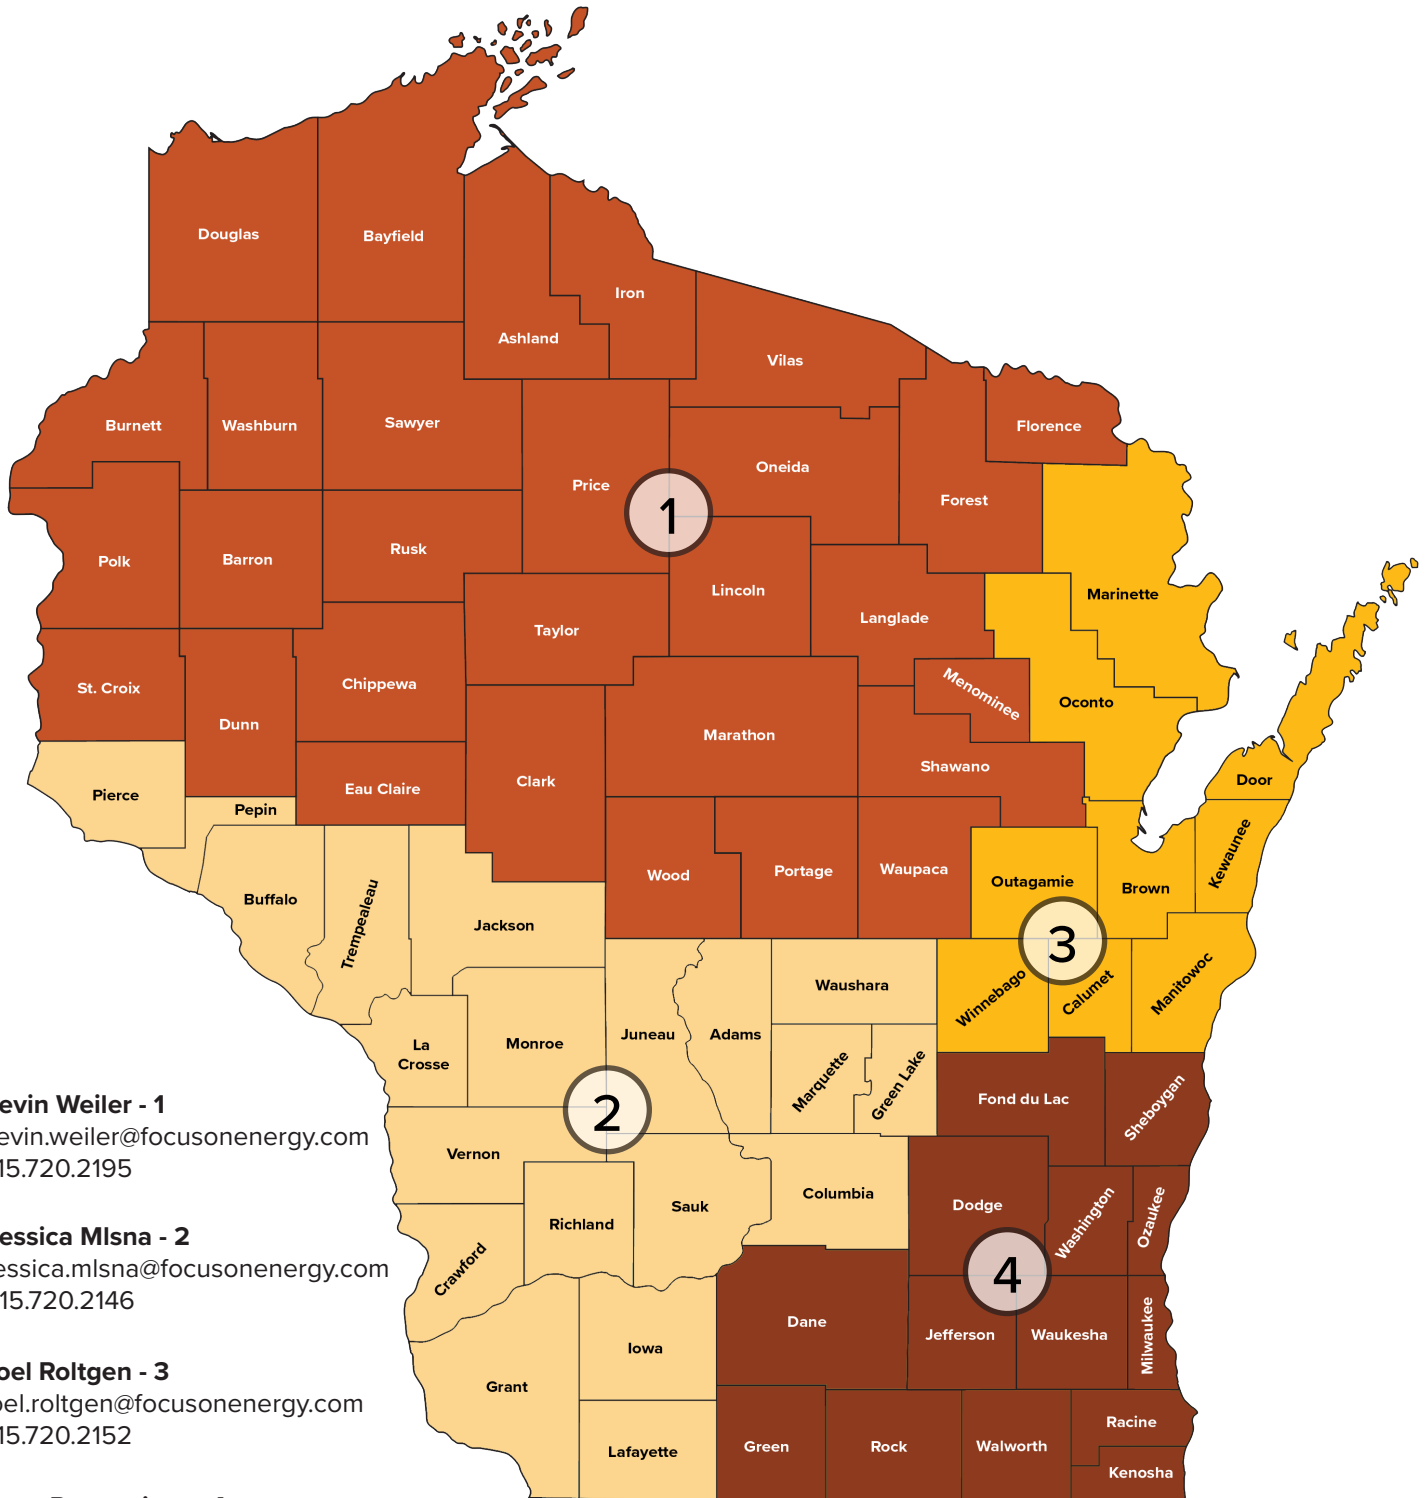 Douglas
Bayfield
Iron
Ashland
Vilas
Burnett
Washburn
Sawyer
Florence
Price
Oneida
Forest
1
Polk
Barron
Rusk
Lincoln
Marinette
Langlade
Taylor
St. Croix
Chippewa
Menominee
Oconto
Dunn
Marathon
Shawano
Clark
Door
Eau Claire
Pierce
Pepin
Kewaunee
Wood
Portage
Waupaca
Outagamie
Brown
Buffalo
Trempealeau
Jackson
3
Waushara
Winnebago
Calumet
Manitowoc
Juneau
Adams
La
Crosse
Monroe
Marquette
Green Lake
Fond du Lac
Sheboygan
2
Vernon
Sauk
Columbia
Dodge
Washington
Ozaukee
Richland
Crawford
4
Dane
Jefferson
Waukesha
Milwaukee
Iowa
Grant
Racine
Lafayette
Green
Rock
Walworth
Kenosha
evin Weiler - 1
evin.weiler@focusonenergy.com
15.720.2195
essica Mlsna - 2
essica.mlsna@focusonenergy.com
15.720.2146
oel Roltgen - 3
oel.roltgen@focusonenergy.com
15.720.2152